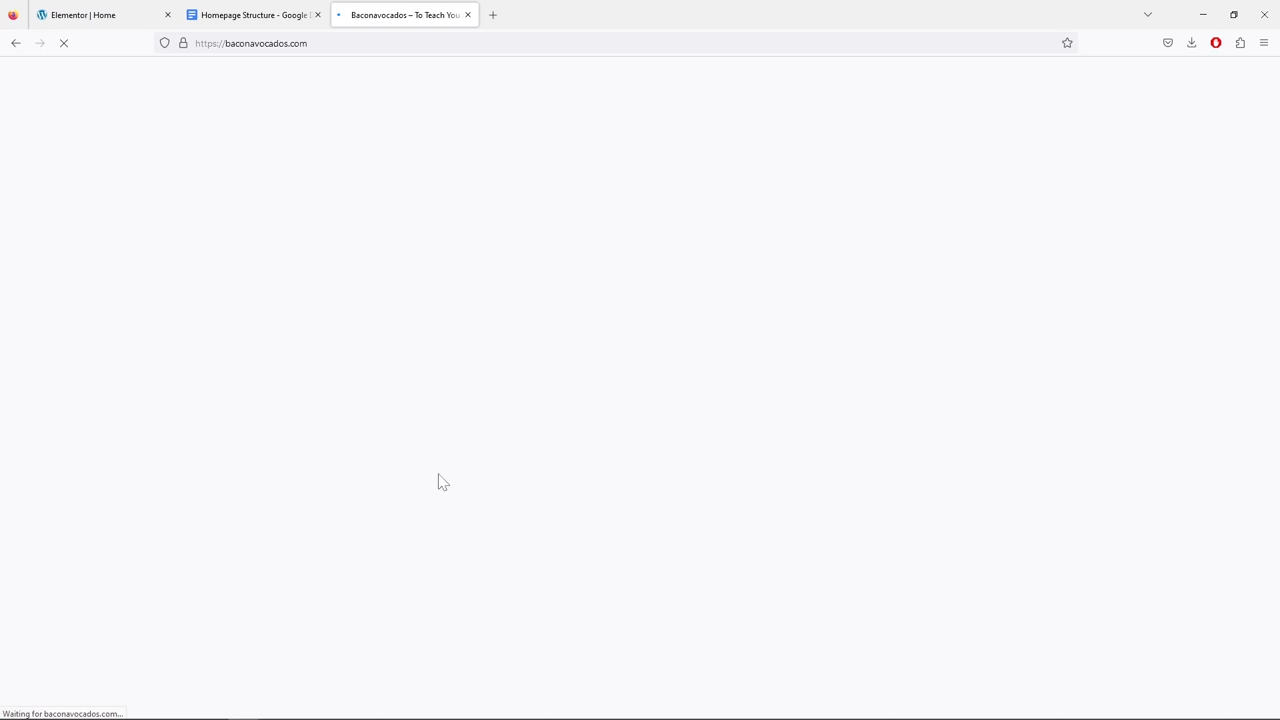 Elementor | Home
Homepage Structure - Google D
Baconavocados – To Teach You
https://baconavocados.com
Waiting for baconavocados.com...